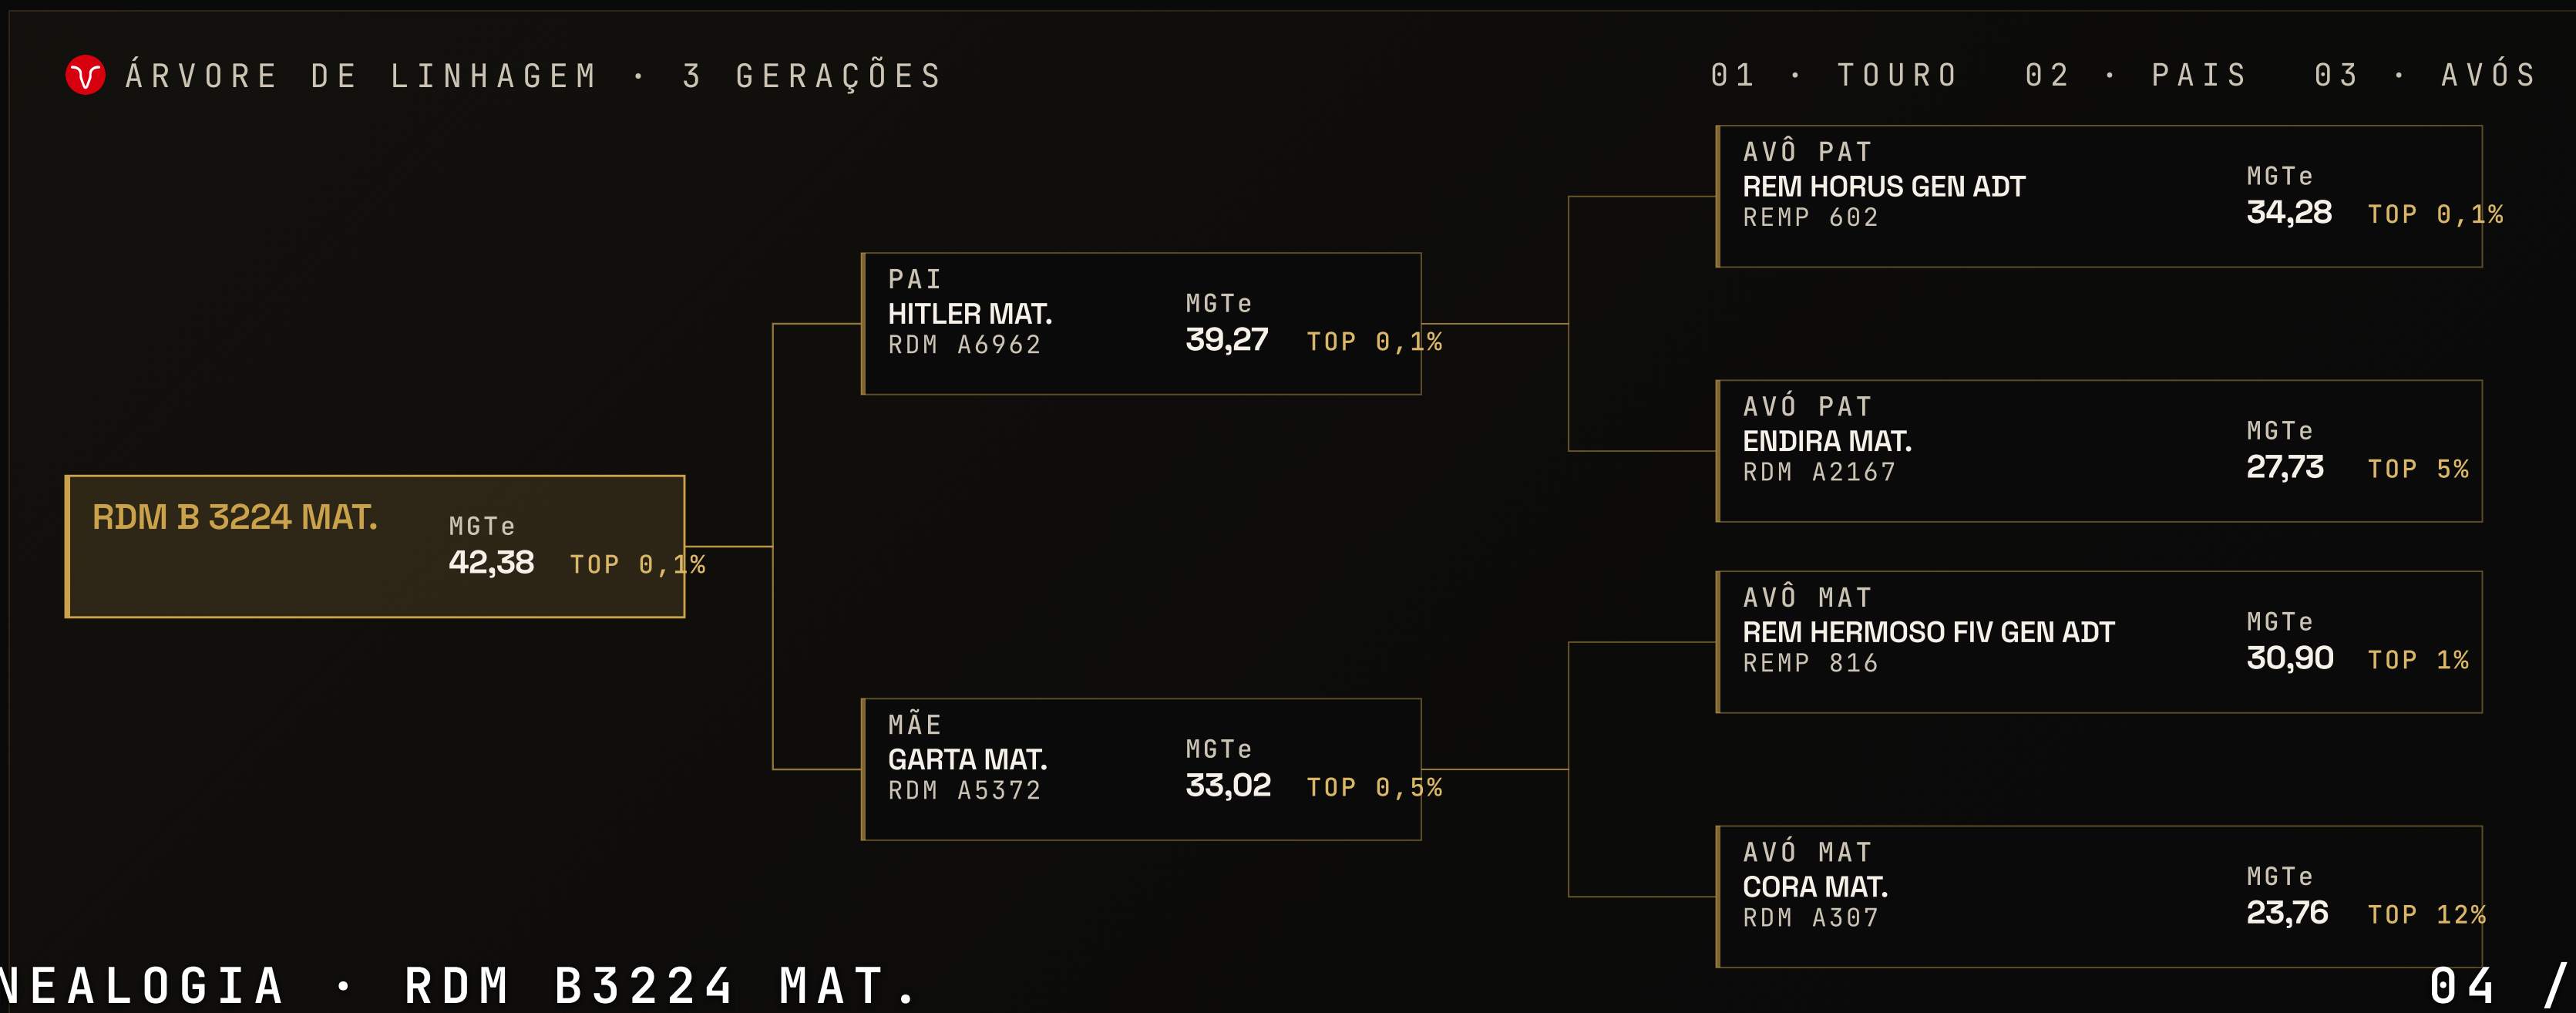 ÁRVORE DE LINHAGEM · 3 GERAÇÕES
01 · TOURO 02 · PAIS 03 · AVÓS
RDM B 3224 MAT.
MGTe
42,38 TOP 0,1%
PAI
HITLER MAT.
RDM A6962
MGTe
39,27 TOP 0,1%
MÃE
GARTA MAT.
RDM A5372
MGTe
33,02 TOP 0,5%
AVÔ PAT
REM HORUS GEN ADT
REMP 602
MGTe
34,28 TOP 0,1%
AVÓ PAT
ENDIRA MAT.
RDM A2167
MGTe
27,73 TOP 5%
AVÔ MAT
REM HERMOSO FIV GEN ADT
REMP 816
MGTe
30,90 TOP 1%
AVÓ MAT
CORA MAT.
RDM A307
MGTe
23,76 TOP 12%
NEALOGIA · RDM B3224 MAT.
04 /